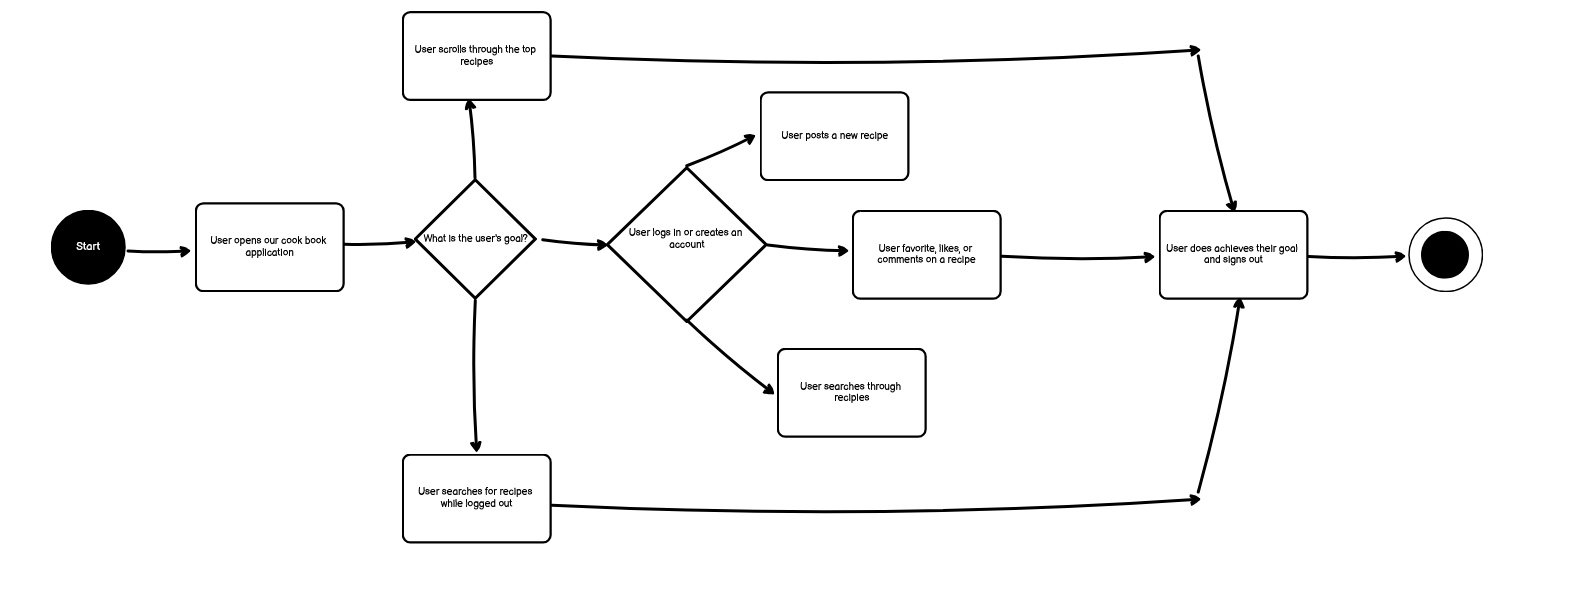 User scrolls through the top
recipes
User posts a new recipe
Start
User opens our cook book
application
What is the user's goal?
User logs in or creates an
account
User favorite, likes, or
comments on a recipe
User does achieves their goal
and signs out
User searches through
recipies
User searches for recipes
while logged out